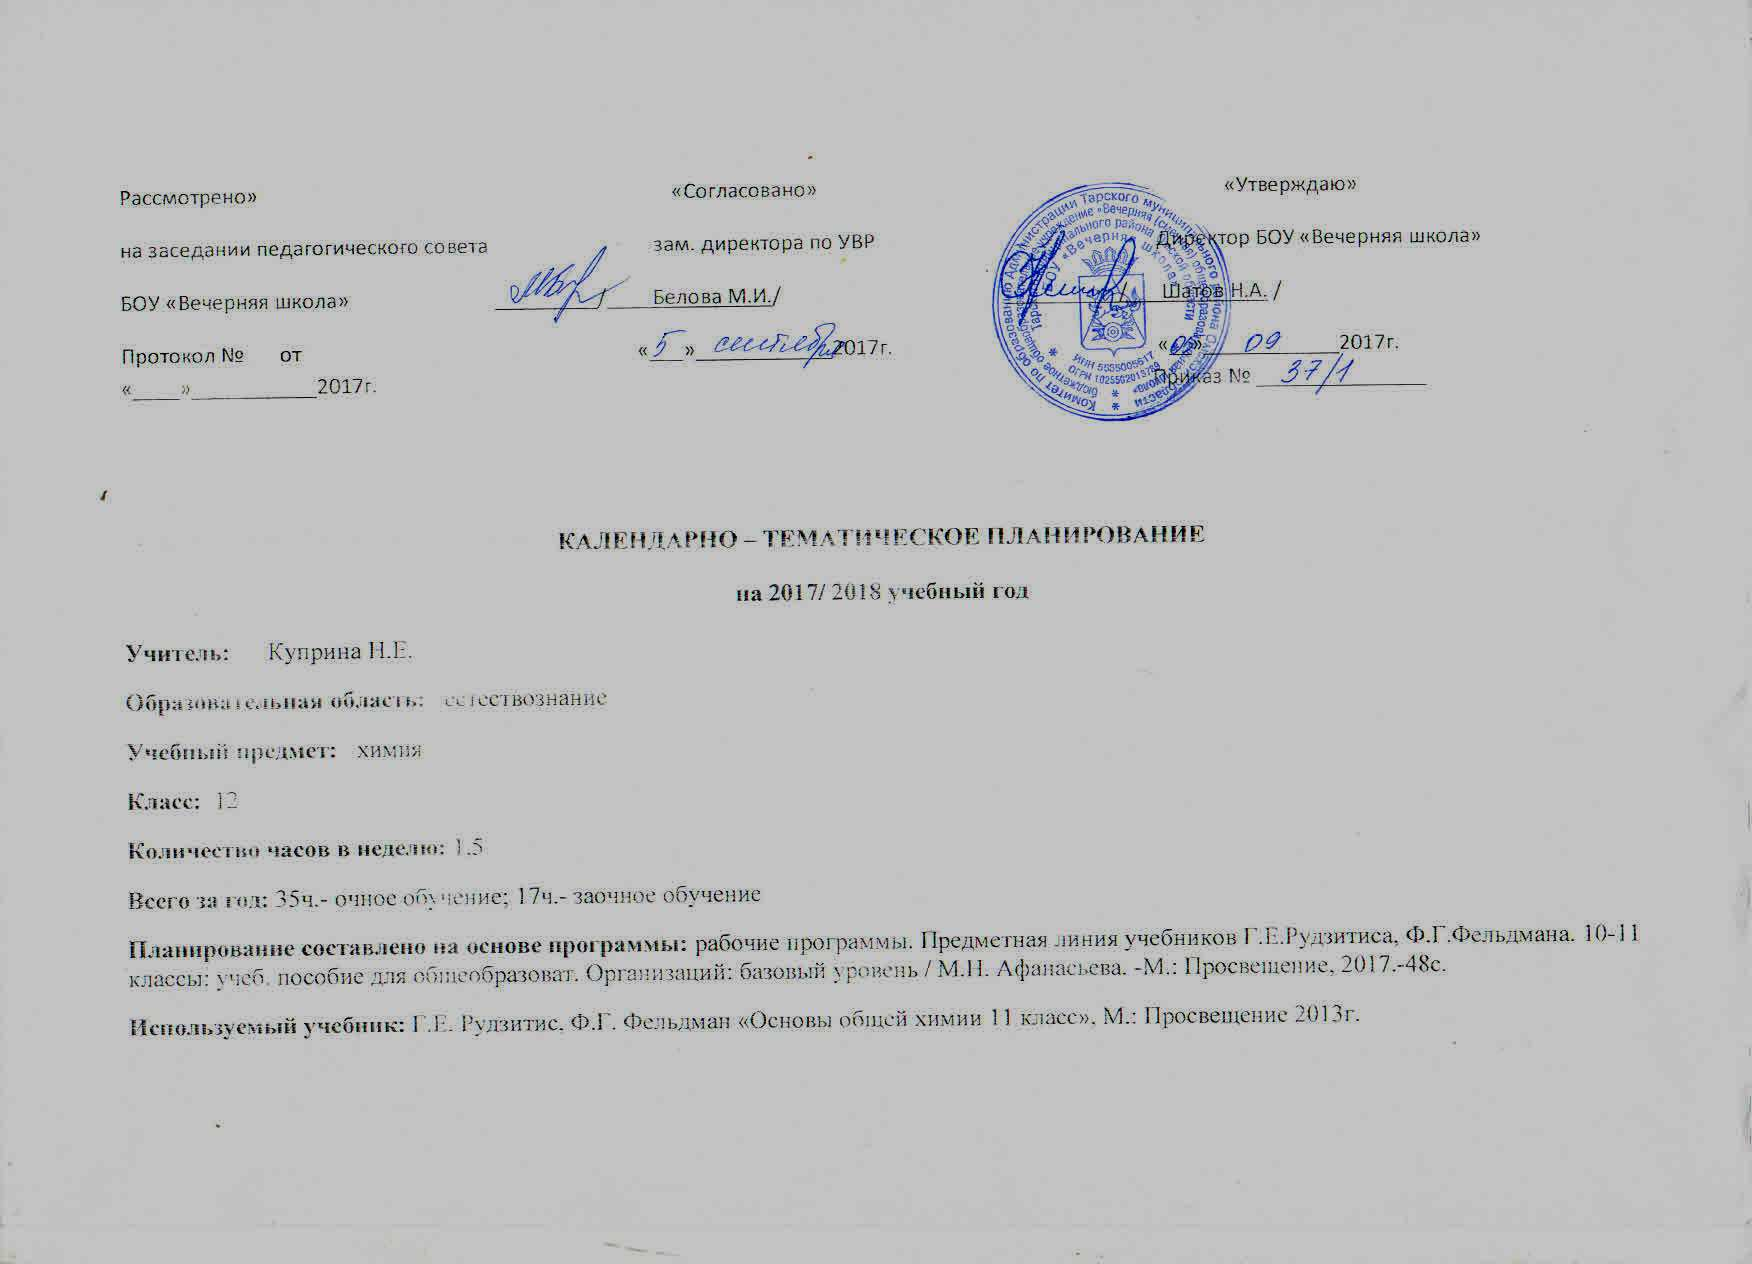 Рассмотрено»
на заседании педагогического совета
БОУ «Вечерняя школа»
Протокол № от
«____»____________2017г.
«Согласовано»
зам. директора по УВР
/ Белова М.И./
« 5 » сентября 2017г.
«Утверждаю»
Директор БОУ «Вечерняя школа»
/ Шатов Н.А. /
«05» 09 2017г.
Приказ № 37/1
КАЛЕНДАРНО – ТЕМАТИЧЕСКОЕ ПЛАНИРОВАНИЕ
на 2017/ 2018 учебный год
Учитель: Куприна Н.Е.
Образовательная область: естествознание
Учебный предмет: химия
Класс: 12
Количество часов в неделю: 1,5
Всего за год: 35ч.- очное обучение; 17ч.- заочное обучение
Планирование составлено на основе программы: рабочие программы. Предметная линия учебников Г.Е.Рудзитиса, Ф.Г.Фельдмана. 10-11
классы: учеб. пособие для общеобразоват. Организаций: базовый уровень / М.Н. Афанасьева. -М.: Просвещение, 2017.-48с.
Используемый учебник: Г.Е. Рудзитис, Ф.Г. Фельдман «Основы общей химии 11 класс», М.: Просвещение 2013г.